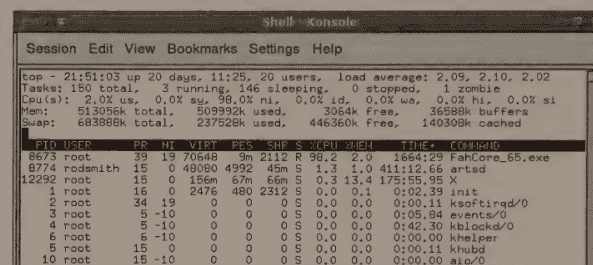 Shell - Konsole
Session Edit View Bookmarks Settings Help
top - 21:51:03 up 20 days, 11:25, 20 users, load average: 2.09, 2.10, 2.02
Tasks: 150 total, 3 running, 146 sleeping, 0 stopped, 1 zombie
Cpu(s): 2.0% us, 0.0% sy, 98.0% ni, 0.0% id, 0.0% wa, 0.0% hi, 0.0% si
Mem: 513056k total, 509992k used, 3064k free, 36588k buffers
Swap: 683808k total, 237528k used, 446360k free, 140308k cached
PID USER PR NI VIRT RES SHR S %CPU %MEM TIME+ COMMAND
8673 root 39 19 70648 9m 2112 R 98.2 2.0 1664:29 FahCore_65.exe
8774 rodsmith 15 0 48080 4992 45m S 1.3 1.0 411:12.66 artsd
12292 root 15 0 156m 67m 66m S 0.3 13.4 175:55.95 X
1 root 16 0 2476 480 2312 S 0.0 0.1 0:02.39 init
2 root 34 19 0 0 0 S 0.0 0.0 0:00.11 ksoftirqd/0
3 root 5 -10 0 0 0 S 0.0 0.0 0:05.84 events/0
4 root 5 -10 0 0 0 S 0.0 0.0 0:42.30 kblockd/0
6 root 6 -10 0 0 0 S 0.0 0.0 0:00.00 khelper
5 root 15 0 0 0 0 S 0.0 0.0 0:00.11 khubd
10 root 15 -10 0 0 0 S 0.0 0.0 0:00.00 aio/0